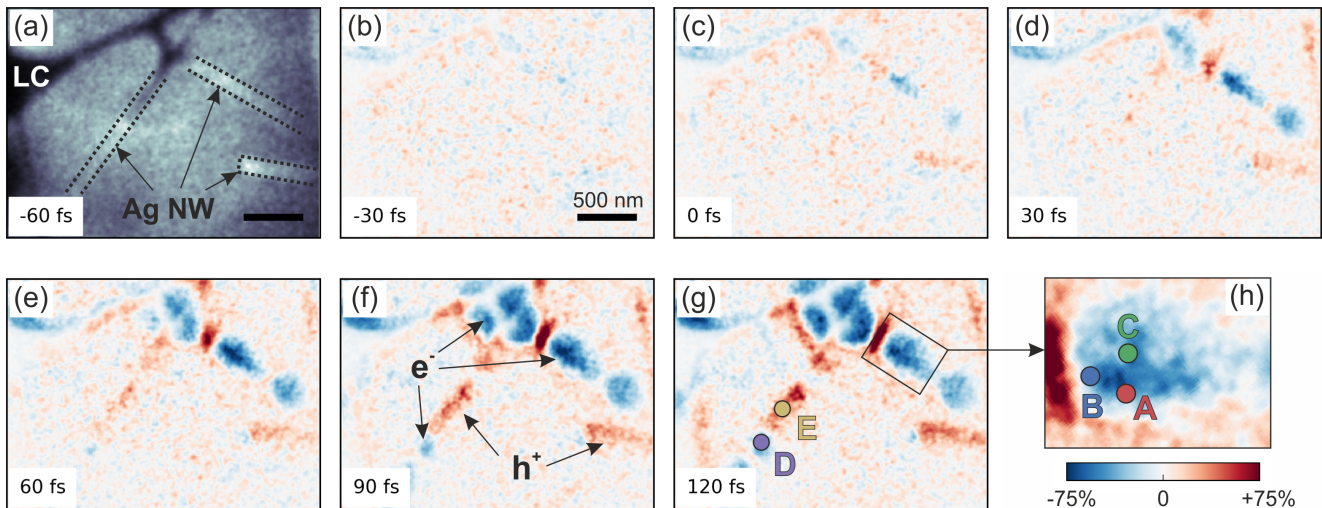 (a)
LC
Ag NW
-60 fs
(b)
500 nm
-30 fs
(c)
0 fs
(d)
30 fs
(e)
60 fs
(f)
e-
h+
90 fs
(g)
E
D
120 fs
(h)
C
B
A
-75% 0 +75%